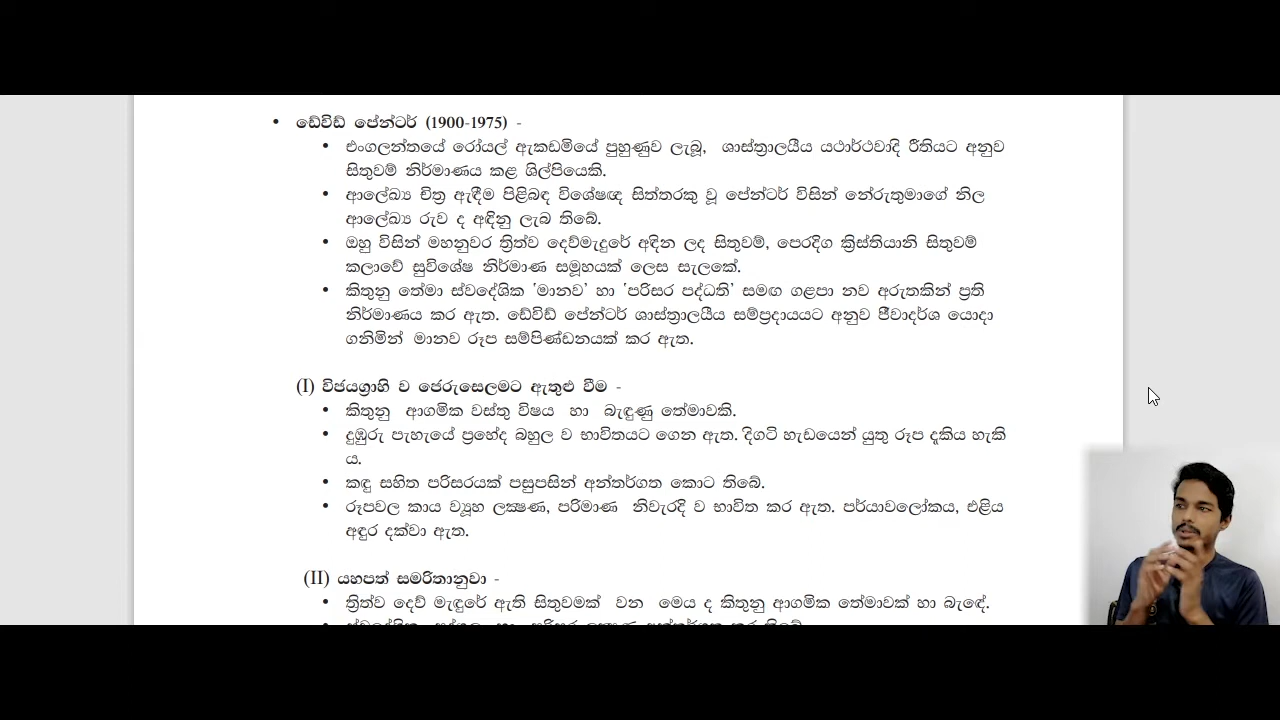 • ඩේවිඩ් පේන්ටර් (1900-1975) -
• එංගලන්තයේ රෝයල් ඇකඩමියේ පුහුණුව ලැබූ, ශාස්ත්‍රාලයීය යථාර්ථවාදි රීතියට අනුව
සිතුවම් නිර්මාණය කළ ශිල්පියෙකි.
• ආලේඛ්‍ය චිත්‍ර ඇඳීම පිළිබඳ විශේෂඥ සිත්තරකු වූ පේන්ටර් විසින් නේරුතුමාගේ නිල
ආලේඛ්‍ය රුව ද අඳිනු ලැබ තිබේ.
• ඔහු විසින් මහනුවර ත්‍රිත්ව දෙව්මැදුරේ අඳින ලද සිතුවම්, පෙරදිග ක්‍රිස්තියානි සිතුවම්
කලාවේ සුවිශේෂ නිර්මාණ සමූහයක් ලෙස සැලකේ.
• කිතුනු තේමා ස්වදේශික 'මානව' හා 'පරිසර පද්ධති' සමඟ ගළපා නව අරුතකින් ප්‍රති
නිර්මාණය කර ඇත. ඩේවිඩ් පේන්ටර් ශාස්ත්‍රාලයීය සම්ප්‍රදායයට අනුව ජීවාදර්ශ යොදා
ගනිමින් මානව රූප සම්පිණ්ඩනයක් කර ඇත.
(I) විජයග්‍රාහි ව ජෙරුසෙලමට ඇතුළු වීම -
• කිතුනු ආගමික වස්තු විෂය හා බැඳුණු තේමාවකි.
• දුඹුරු පැහැයේ ප්‍රභේද බහුල ව භාවිතයට ගෙන ඇත. දිගටි හැඩයෙන් යුතු රූප දැකිය හැකි
ය.
• කඳු සහිත පරිසරයක් පසුපසින් අන්තර්ගත කොට තිබේ.
• රූපවල කාය ව්‍යූහ ලක්‍ෂණ, පරිමාණ නිවැරදි ව භාවිත කර ඇත. පර්යාවලෝකය, එළිය
අඳුර දක්වා ඇත.
(II) යහපත් සමරිතානුවා -
• ත්‍රිත්ව දෙව් මැඳුරේ ඇති සිතුවමක් වන මෙය ද කිතුනු ආගමික තේමාවක් හා බැඳේ.